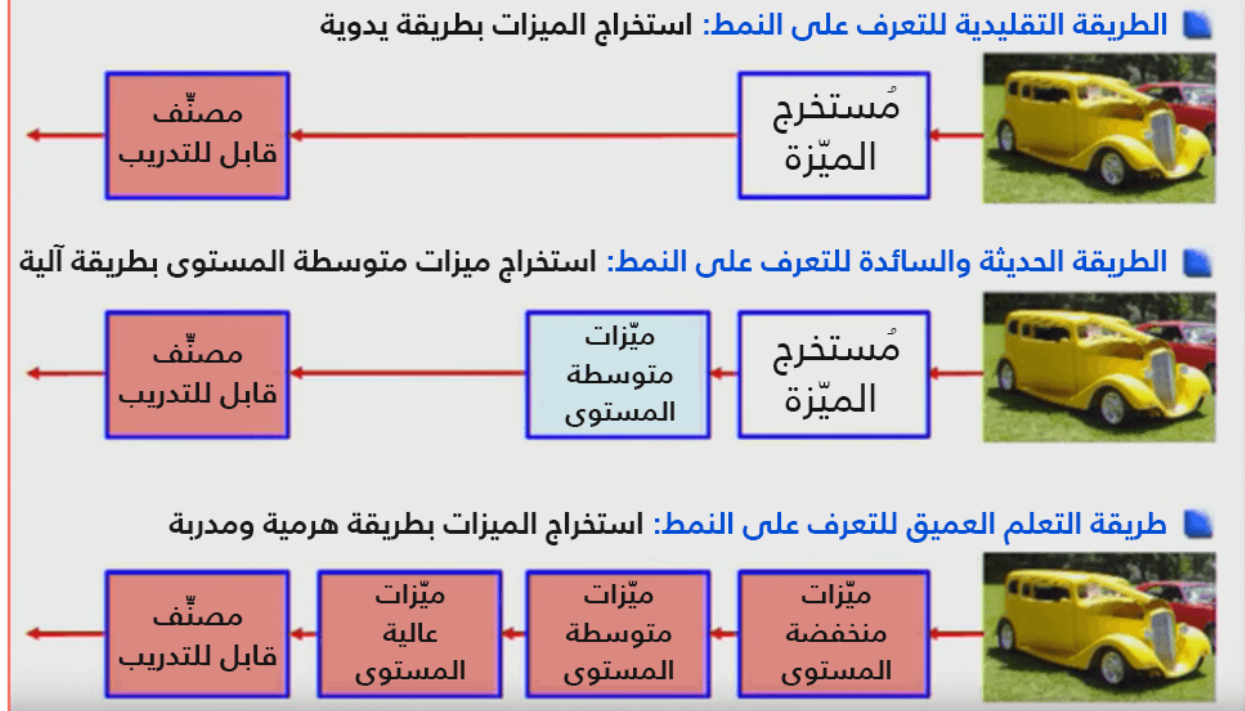 الطريقة التقليدية للتعرف على النمط: استخراج الميزات بطريقة يدوية
مُستخرج
الميّزة
مصنِّف
قابل للتدريب
الطريقة الحديثة والسائدة للتعرف على النمط: استخراج ميزات متوسطة المستوى بطريقة آلية
مُستخرج
الميّزة
ميّزات
متوسطة
المستوى
مصنِّف
قابل للتدريب
طريقة التعلم العميق للتعرف على النمط: استخراج الميزات بطريقة هرمية ومدربة
ميّزات
منخفضة
المستوى
ميّزات
متوسطة
المستوى
ميّزات
عالية
المستوى
مصنِّف
قابل للتدريب